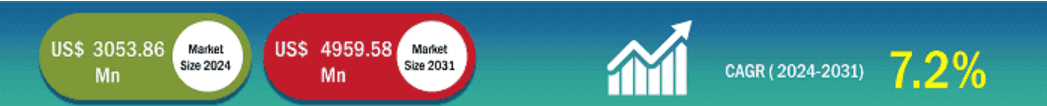 US$ 3053.86
Mn
Market
Size 2024
US$ 4959.58
Mn
Market
Size 2031
CAGR ( 2024-2031)
7.2%